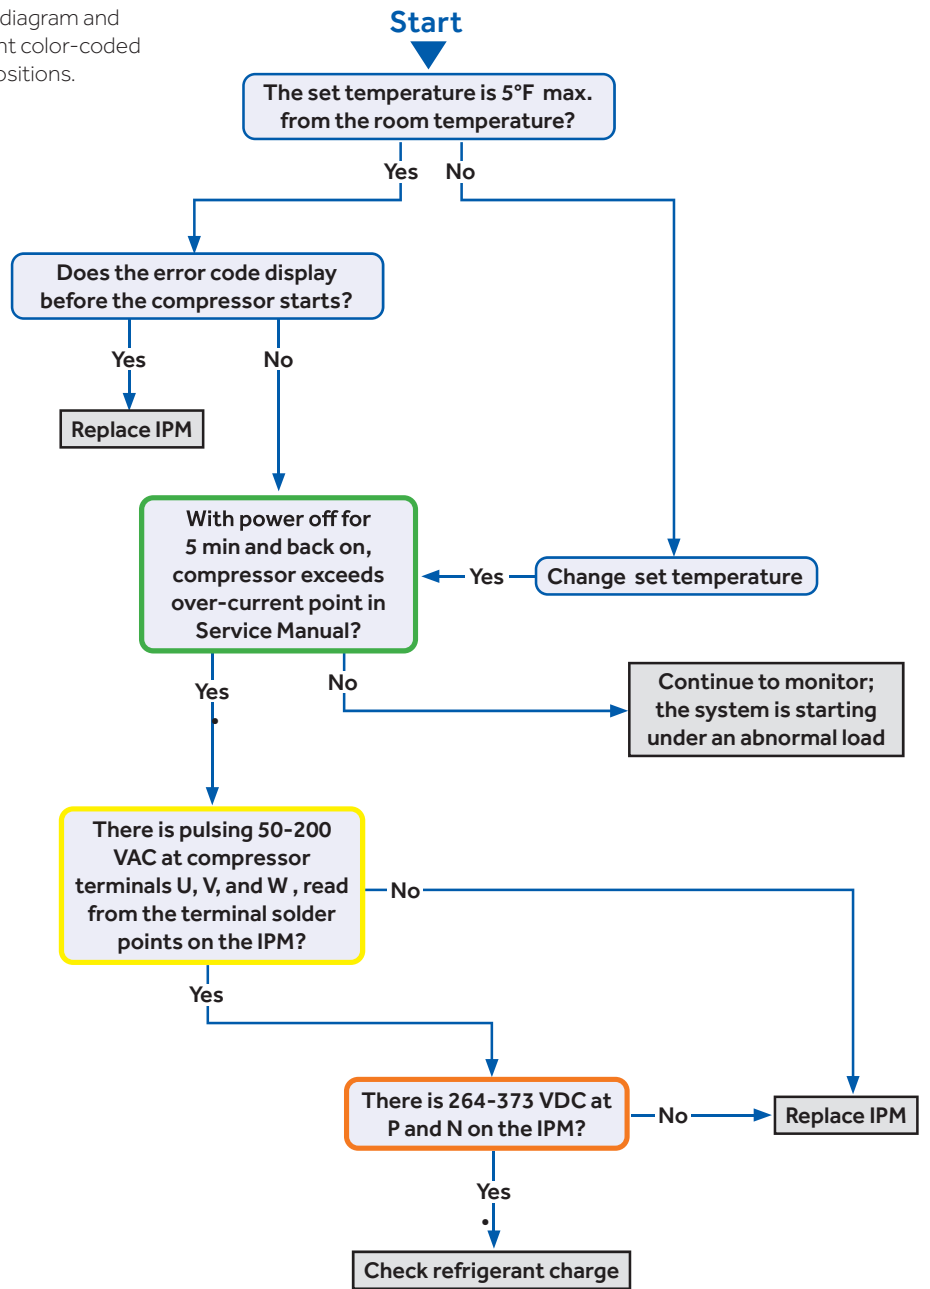 diagram and
nt color-coded
ositions.
Start
The set temperature is 5°F max.
from the room temperature?
Yes No
Does the error code display
before the compressor starts?
Yes No
Replace IPM
With power off for
5 min and back on,
compressor exceeds
over-current point in
Service Manual?
Yes
Change set temperature
Yes
No
Continue to monitor;
the system is starting
under an abnormal load
There is pulsing 50-200
VAC at compressor
terminals U, V, and W , read
from the terminal solder
points on the IPM?
No
Yes
There is 264-373 VDC at
P and N on the IPM?
No
Replace IPM
Yes
Check refrigerant charge